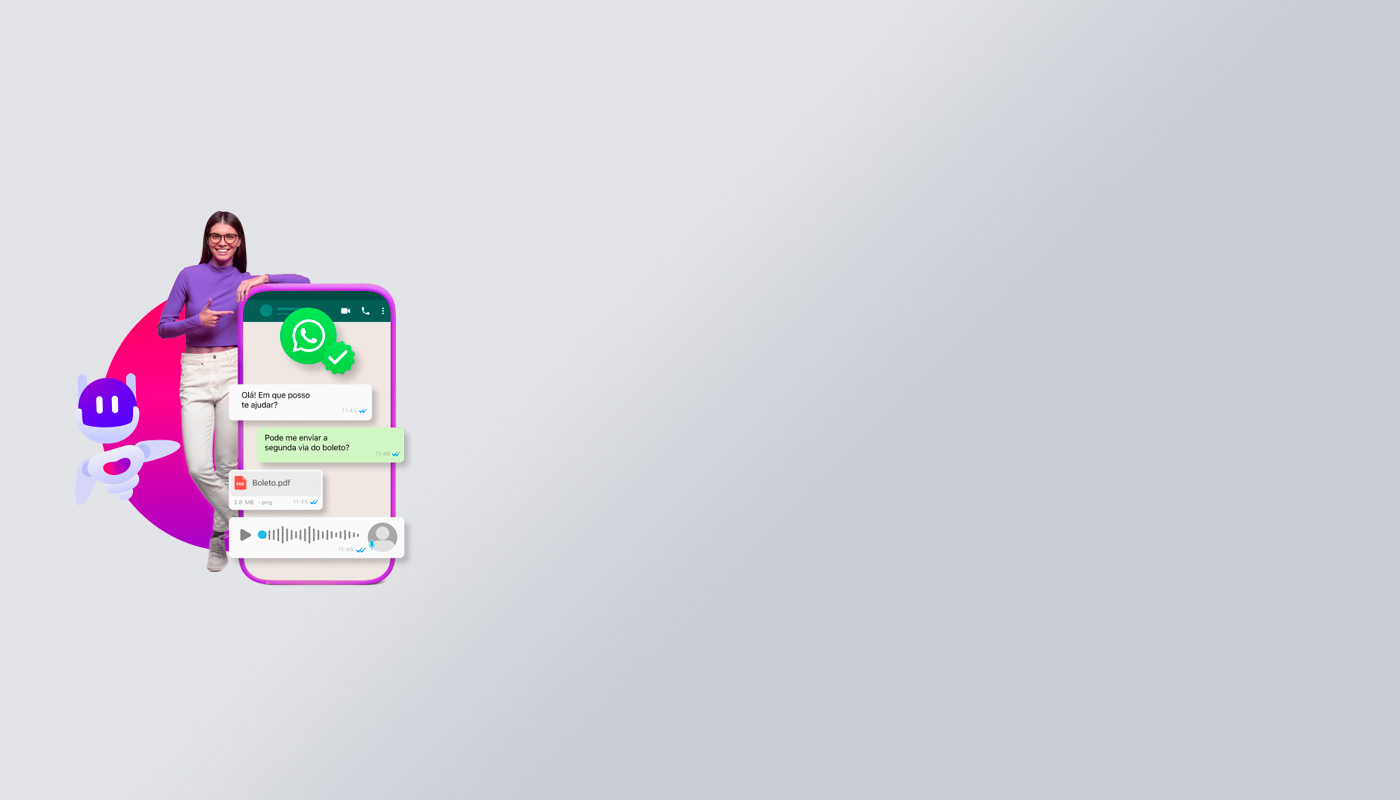 Olá! Em que posso
te ajudar?
11:45
Pode me enviar a
segunda via do boleto?
11:46
PDF
Boleto.pdf
2,8 MB • png
11:46
11:46